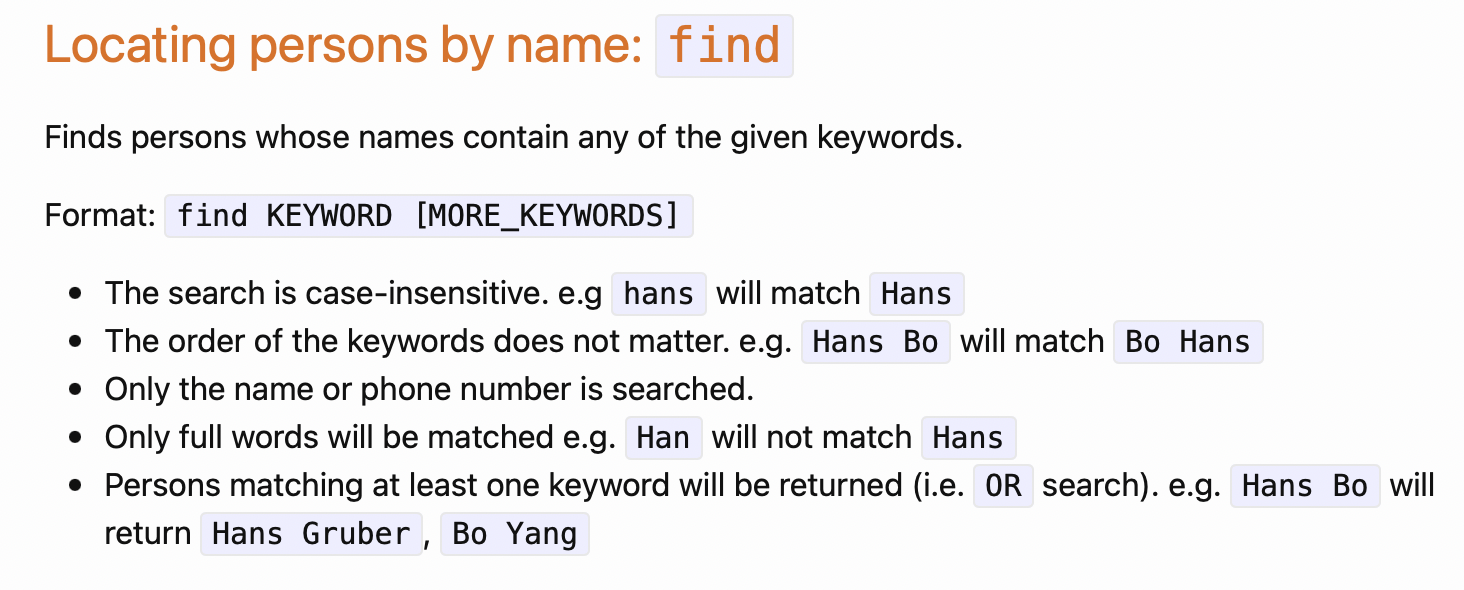 Locating persons by name: find
Finds persons whose names contain any of the given keywords.
Format: find KEYWORD [MORE_KEYWORDS]
• The search is case-insensitive. e.g hans will match Hans
• The order of the keywords does not matter. e.g. Hans Bo will match Bo Hans
• Only the name or phone number is searched.
• Only full words will be matched e.g. Han will not match Hans
• Persons matching at least one keyword will be returned (i.e. OR search). e.g. Hans Bo will
return Hans Gruber, Bo Yang